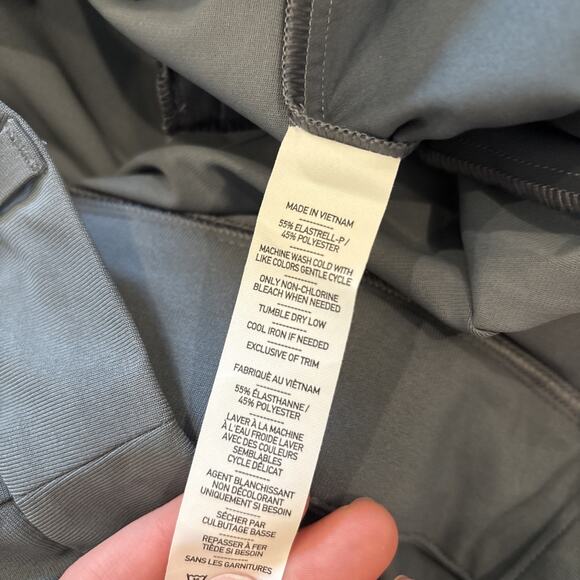 MADE IN VIETNAM
55% ELASTRELL-P /
45% POLYESTER
MACHINE WASH COLD WITH
LIKE COLORS GENTLE CYCLE
ONLY NON-CHLORINE
BLEACH WHEN NEEDED
TUMBLE DRY LOW
COOL IRON IF NEEDED
EXCLUSIVE OF TRIM
FABRIQUÉ AU VIÊTNAM
55% ÉLASTHANNE /
45% POLYESTER
LAVER À LA MACHINE
À L'EAU FROIDE LAVER
AVEC DES COULEURS
SEMBLABLES
CYCLE DÉLICAT
AGENT BLANCHISSANT
NON DÉCOLORANT
UNIQUEMENT SI BESOIN
SÉCHER PAR
CULBUTAGE BASSE
REPASSER À FER
TIÈDE SI BESOIN
SANS LES GARNITURES